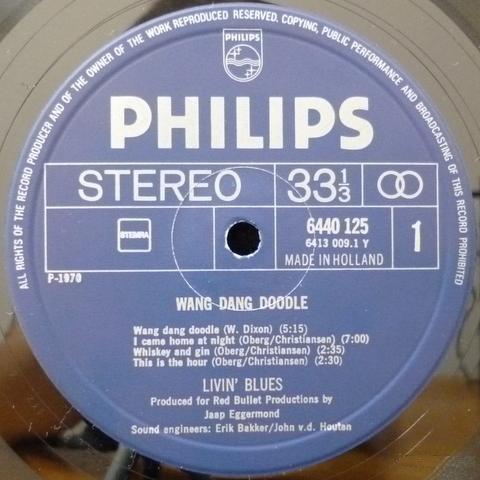 ALL RIGHTS OF THE RECORD PRODUCER AND OF THE OWNER OF THE WORK REPRODUCED RESERVED. COPYING, PUBLIC PERFORMANCE AND BROADCASTING OF THIS RECORD PROHIBITED
PHILIPS
PHILIPS
STEREO 33 1/3
STEMRA
6440 125
6413 009.1 Y
1
MADE IN HOLLAND
P-1970
WANG DANG DOODLE
Wang dang doodle (W. Dixon) (5:15)
I came home at night (Oberg/Christiansen) (7:00)
Whiskey and gin (Oberg/Christiansen) (2:35)
This is the hour (Oberg/Christiansen) (2:30)
LIVIN' BLUES
Produced for Red Bullet Productions by
Jaap Eggermond
Sound engineers: Erik Bakker/John v.d. Houten